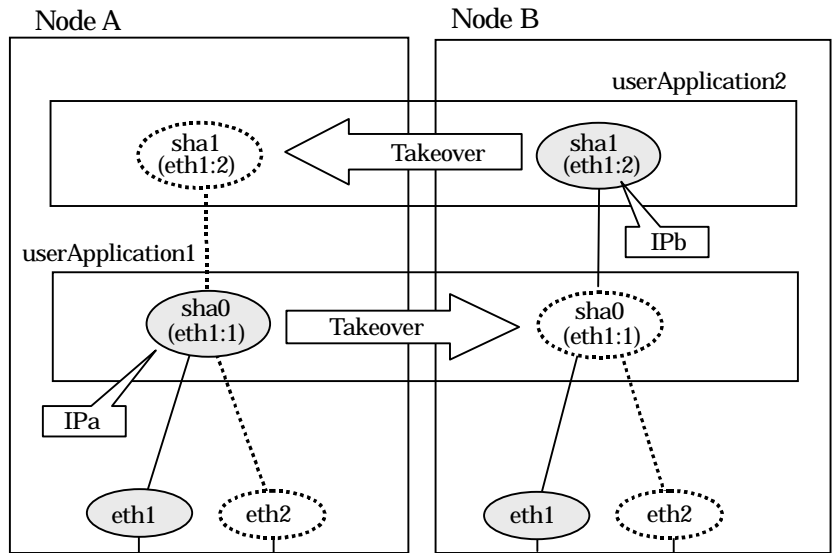 Node A
Node B
userApplication2
sha1
(eth1:2)
Takeover
sha1
(eth1:2)
IPb
userApplication1
sha0
(eth1:1)
Takeover
sha0
(eth1:1)
IPa
eth1
eth2
eth1
eth2